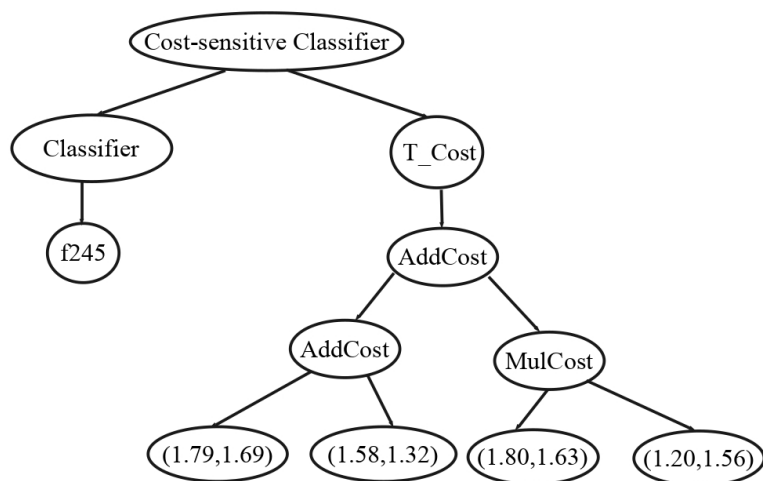 Cost-sensitive Classifier
Classifier
T_Cost
f245
AddCost
AddCost
MulCost
(1.79,1.69)
(1.58,1.32)
(1.80,1.63)
(1.20,1.56)